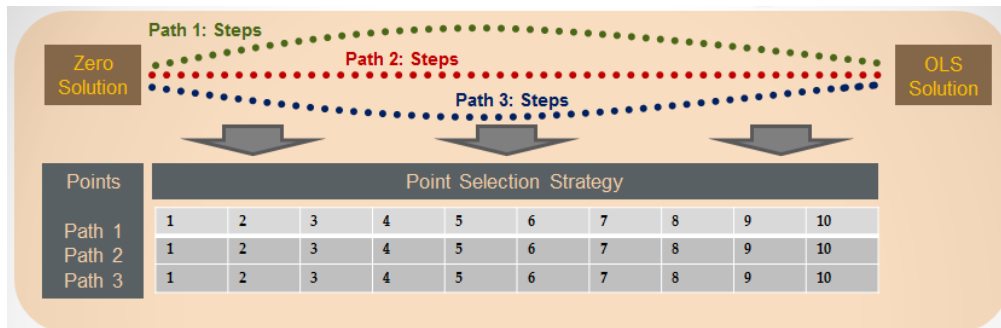 Path 1: Steps
Zero
Solution
Path 2: Steps
OLS
Solution
Path 3: Steps
Points
Point Selection Strategy
Path 1
1 2 3 4 5 6 7 8 9 10
Path 2
1 2 3 4 5 6 7 8 9 10
Path 3
1 2 3 4 5 6 7 8 9 10